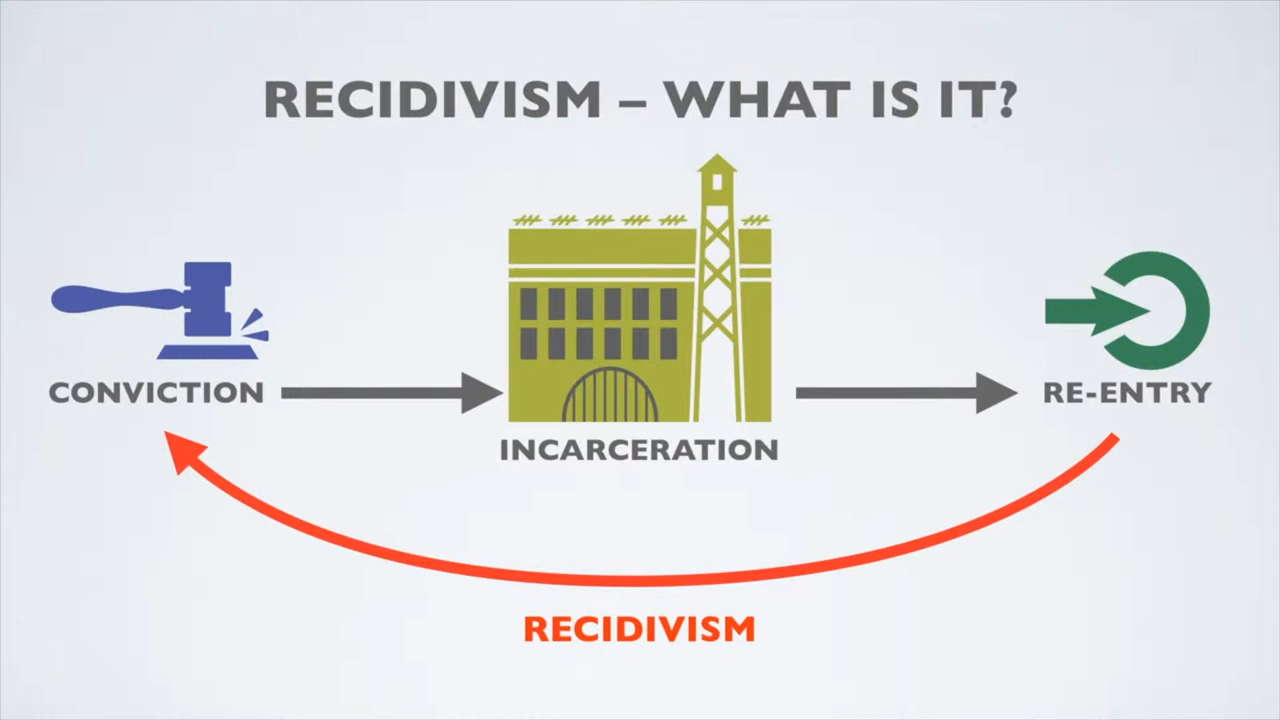 RECIDIVISM – WHAT IS IT?
CONVICTION
INCARCERATION
RE-ENTRY
RECIDIVISM